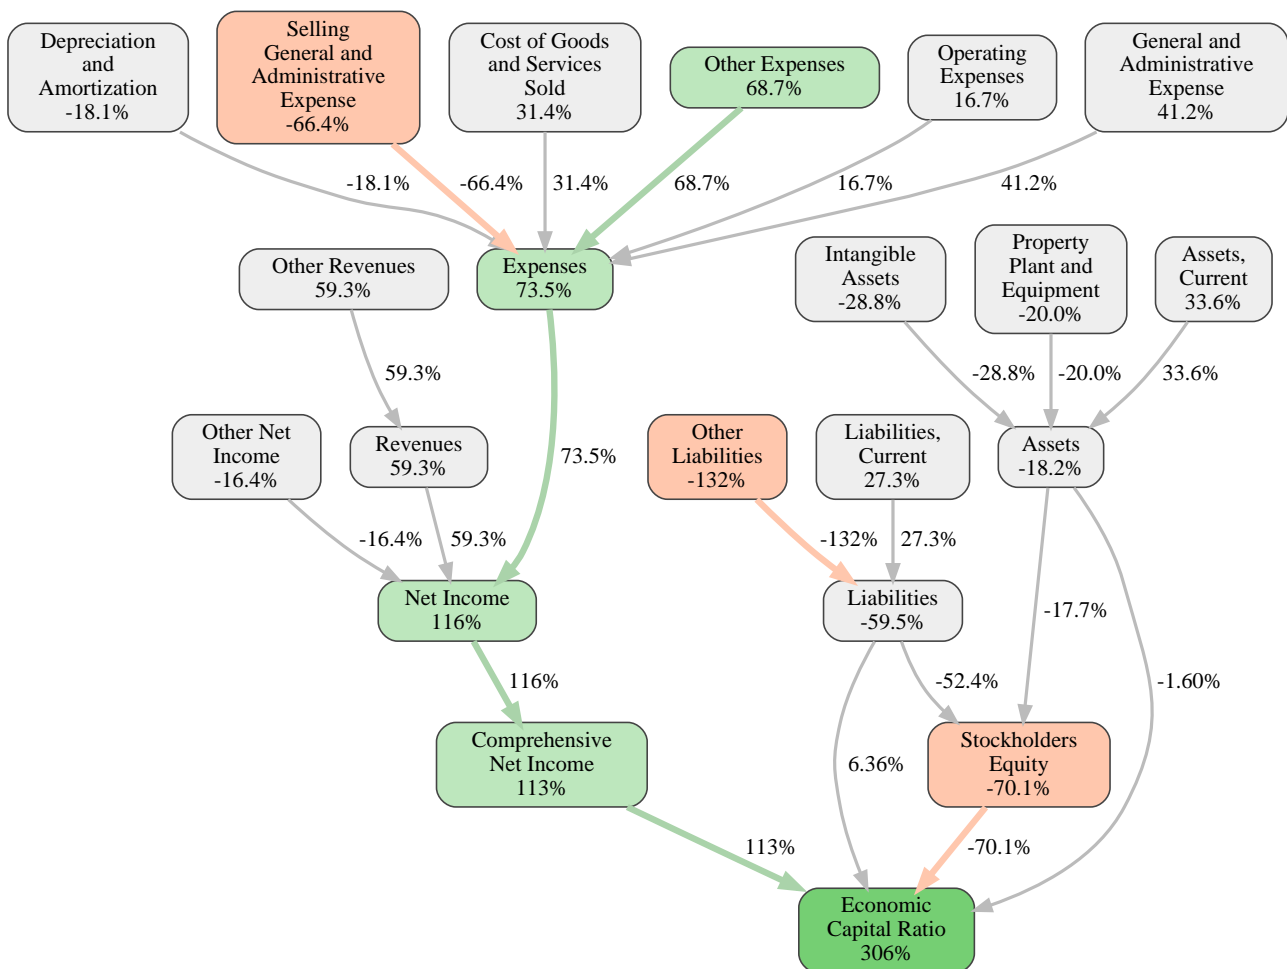 Depreciation
and
Amortization
-18.1%
Selling
General and
Administrative
Expense
-66.4%
Cost of Goods
and Services
Sold
31.4%
Other Expenses
68.7%
Operating
Expenses
16.7%
General and
Administrative
Expense
41.2%
-18.1%
-66.4%
31.4%
68.7%
16.7%
41.2%
Other Revenues
59.3%
Expenses
73.5%
Intangible
Assets
-28.8%
Property
Plant and
Equipment
-20.0%
Assets,
Current
33.6%
59.3%
-28.8%
-20.0%
33.6%
Other Net
Income
-16.4%
Revenues
59.3%
73.5%
Other
Liabilities
-132%
Liabilities,
Current
27.3%
Assets
-18.2%
-16.4%
59.3%
-132%
27.3%
Net Income
116%
Liabilities
-59.5%
-17.7%
116%
-52.4%
-1.60%
Comprehensive
Net Income
113%
6.36%
Stockholders
Equity
-70.1%
113%
-70.1%
Economic
Capital Ratio
306%